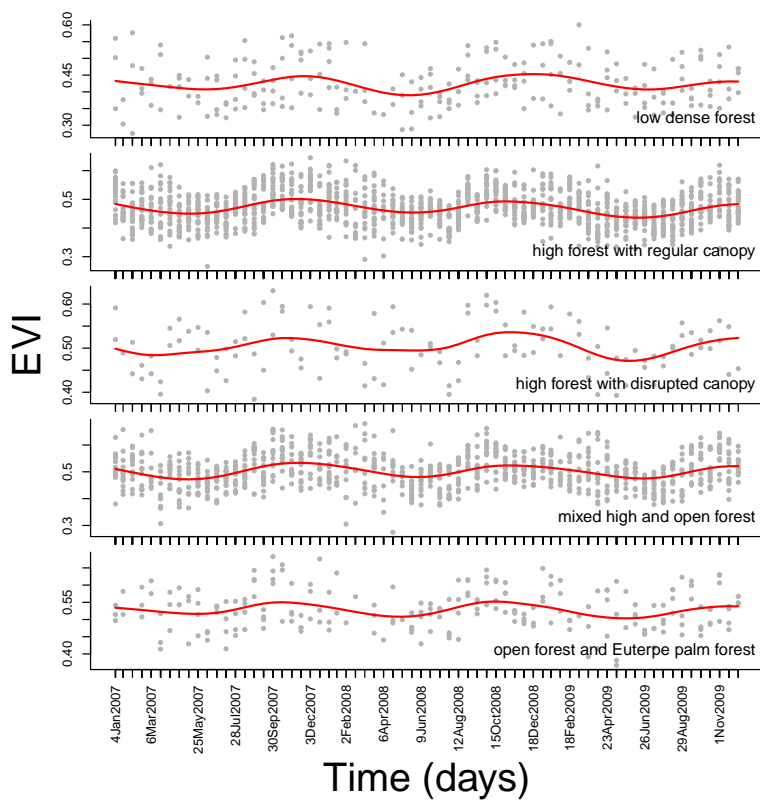 0.60
0.45
0.30
low dense forest
0.5
0.3
high forest with regular canopy
0.60
0.50
0.40
high forest with disrupted canopy
0.5
0.3
mixed high and open forest
0.55
0.40
open forest and Euterpe palm forest
EVI
4Jan2007
6Mar2007
25May2007
28Jul2007
30Sep2007
3Dec2007
2Feb2008
6Apr2008
9Jun2008
12Aug2008
15Oct2008
18Dec2008
18Feb2009
23Apr2009
26Jun2009
29Aug2009
1Nov2009
Time (days)